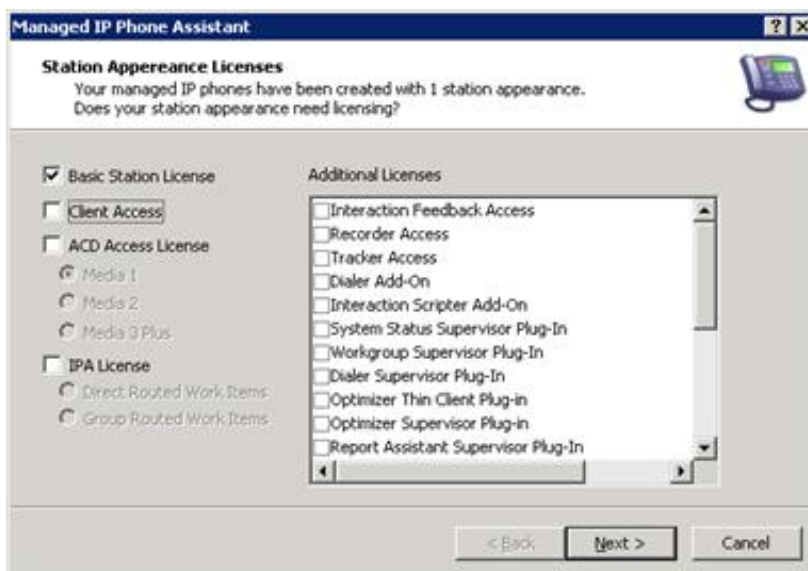 Managed IP Phone Assistant
Station Appereance Licenses
Your managed IP phones have been created with 1 station appearance.
Does your station appearance need licensing?
Basic Station License
Client Access
ACD Access License
Media 1
Media 2
Media 3 Plus
IPA License
Direct Routed Work Items
Group Routed Work Items
Additional Licenses
Interaction Feedback Access
Recorder Access
Tracker Access
Dialer Add-On
Interaction Scripter Add-On
System Status Supervisor Plug-In
Workgroup Supervisor Plug-In
Dialer Supervisor Plug-In
Optimizer Thin Client Plug-in
Optimizer Supervisor Plug-in
Report Assistant Supervisor Plug-In
< Back
Next >
Cancel